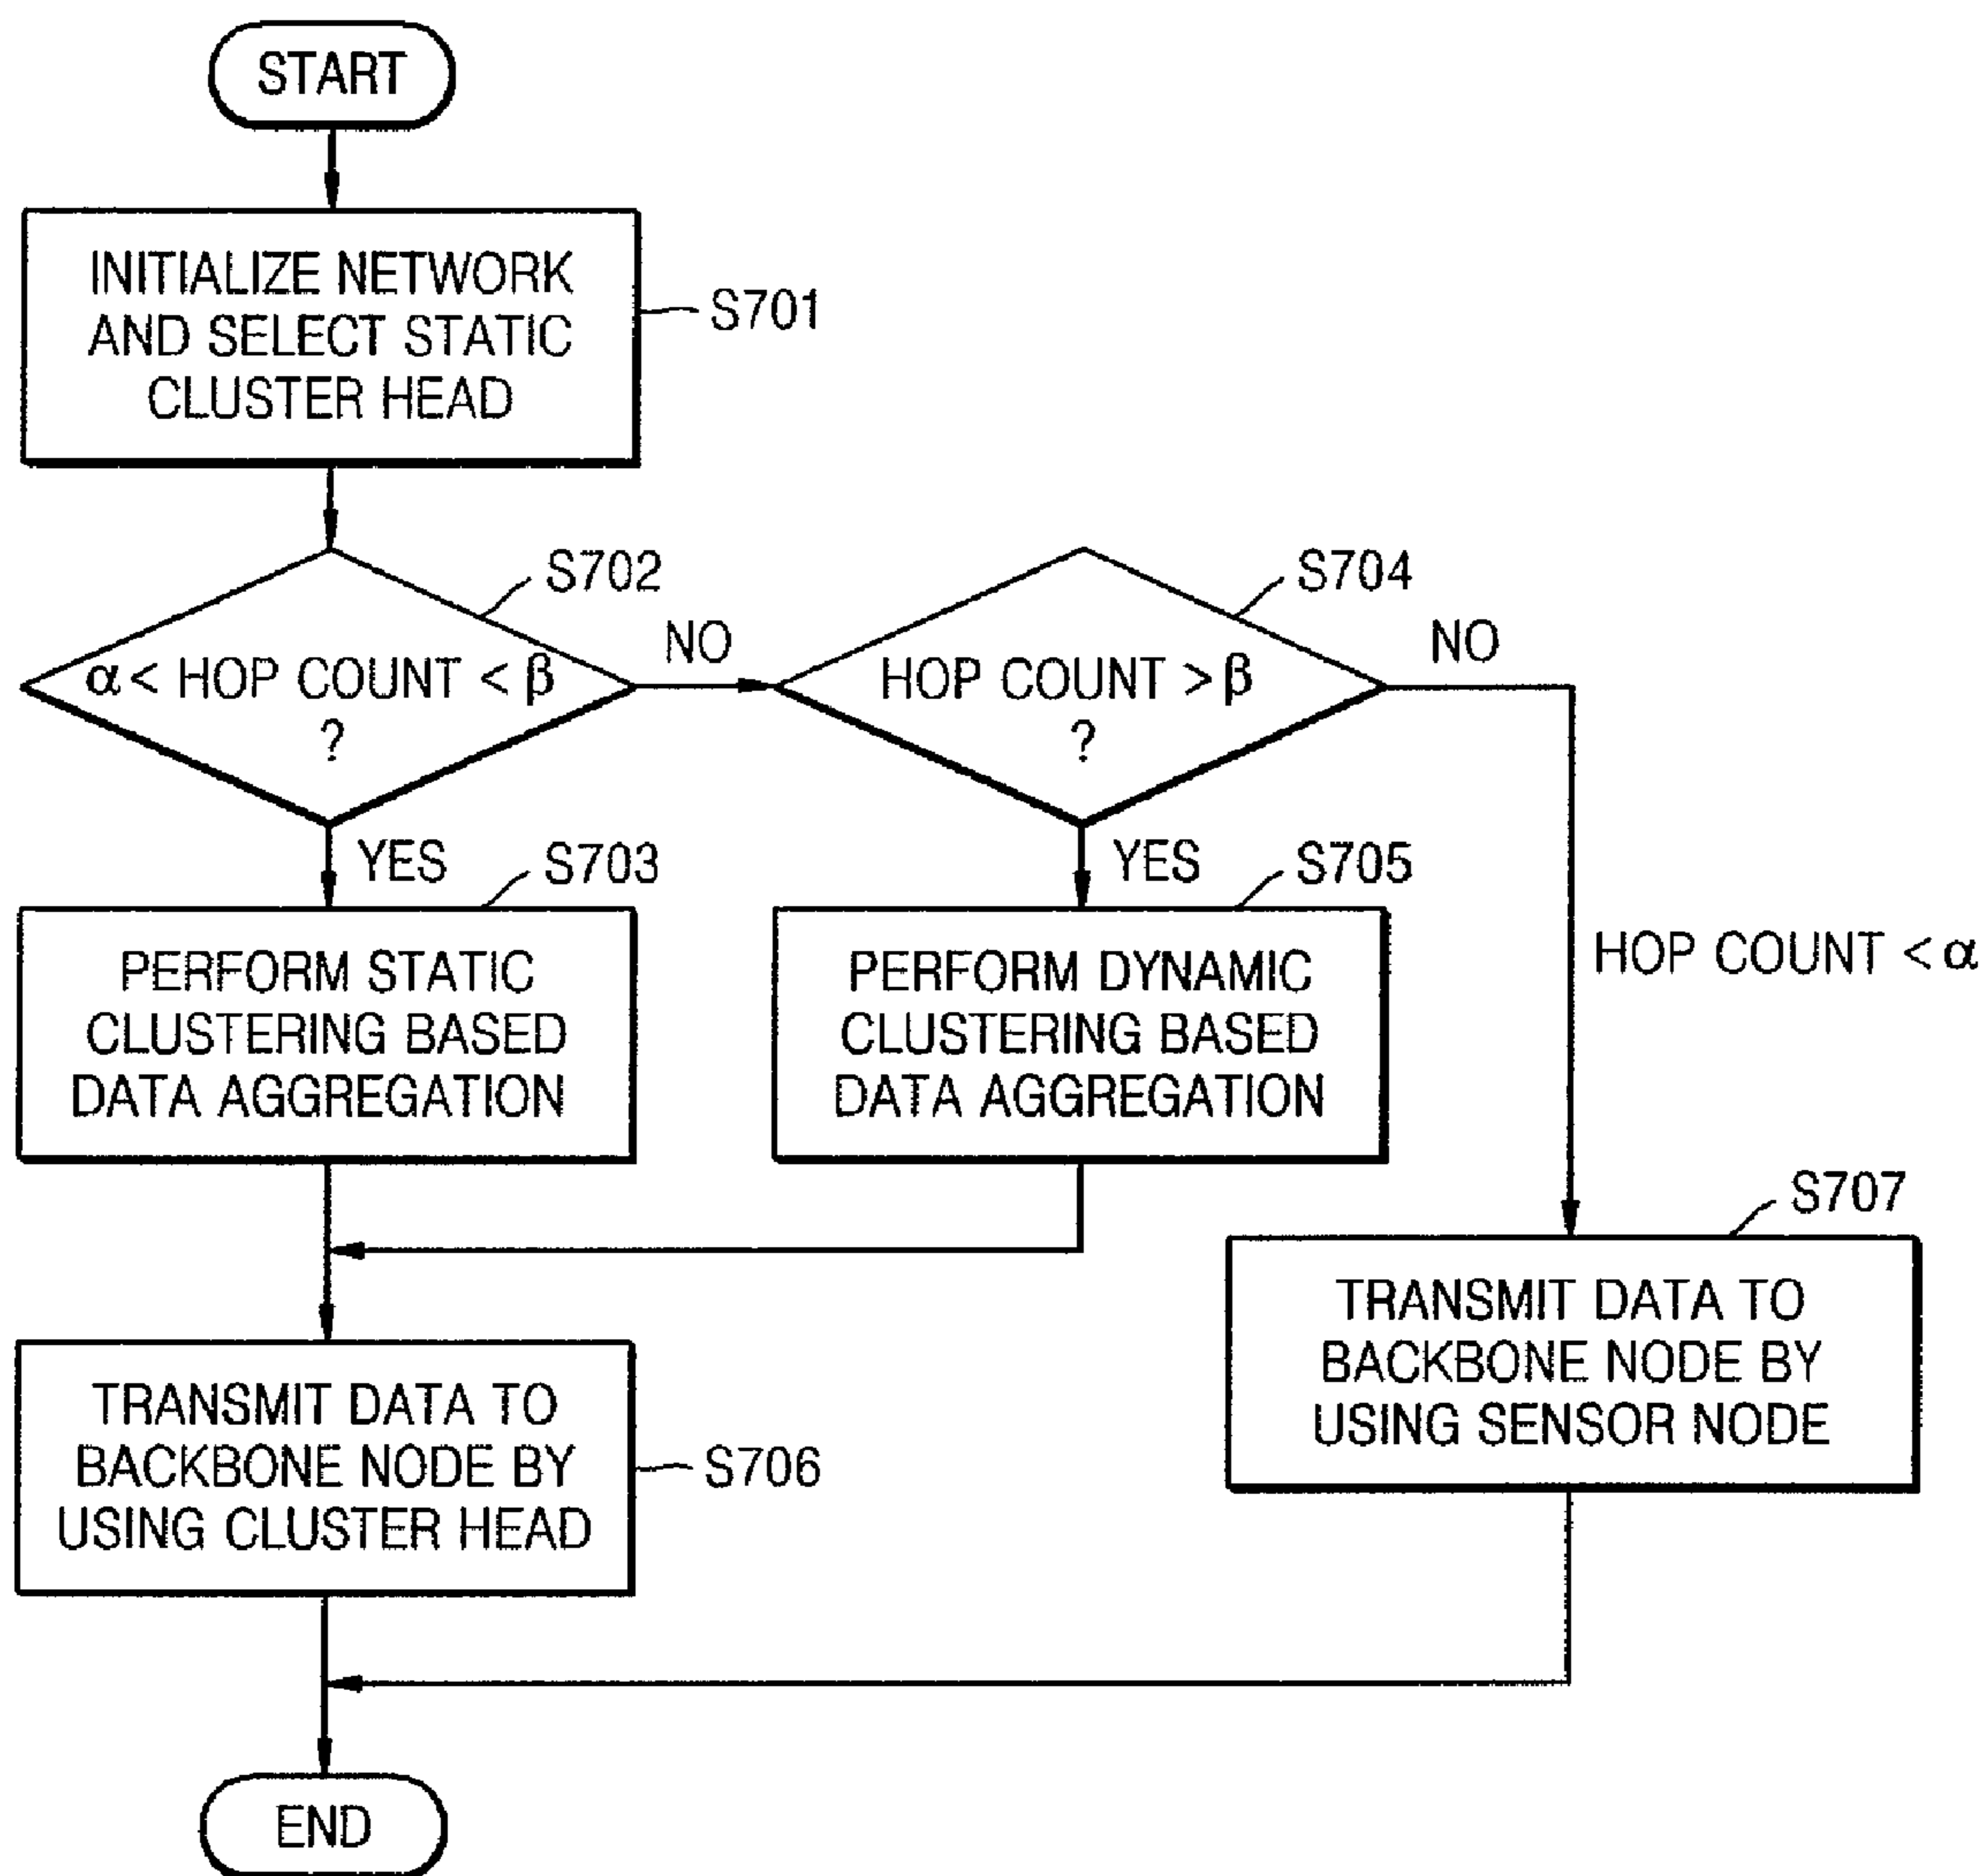 START
INITIALIZE NETWORK
AND SELECT STATIC
CLUSTER HEAD
S701
S702
α < HOP COUNT < β
?
NO
YES
S704
HOP COUNT > β
?
NO
YES
S703
PERFORM STATIC
CLUSTERING BASED
DATA AGGREGATION
S705
PERFORM DYNAMIC
CLUSTERING BASED
DATA AGGREGATION
HOP COUNT < α
S707
TRANSMIT DATA TO
BACKBONE NODE BY
USING SENSOR NODE
TRANSMIT DATA TO
BACKBONE NODE BY
USING CLUSTER HEAD
S706
END